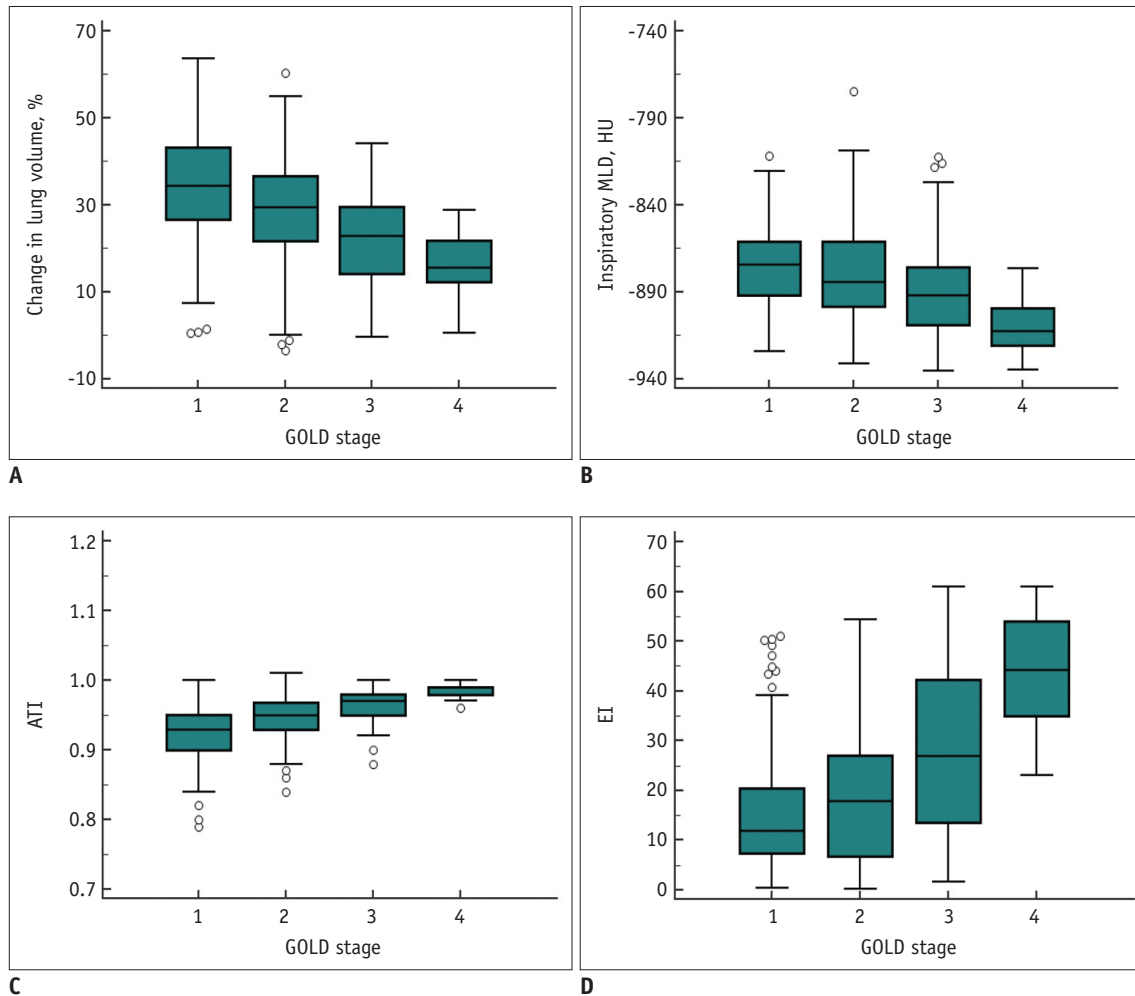 70
50
30
10
-10
Change in lung volume, %
1 2 3 4
GOLD stage
A
-740
-790
-840
-890
-940
Inspiratory MLD, HU
1 2 3 4
GOLD stage
B
1.2
1.1
1.0
0.9
0.8
0.7
ATI
1 2 3 4
GOLD stage
C
70
60
50
40
30
20
10
0
EI
1 2 3 4
GOLD stage
D